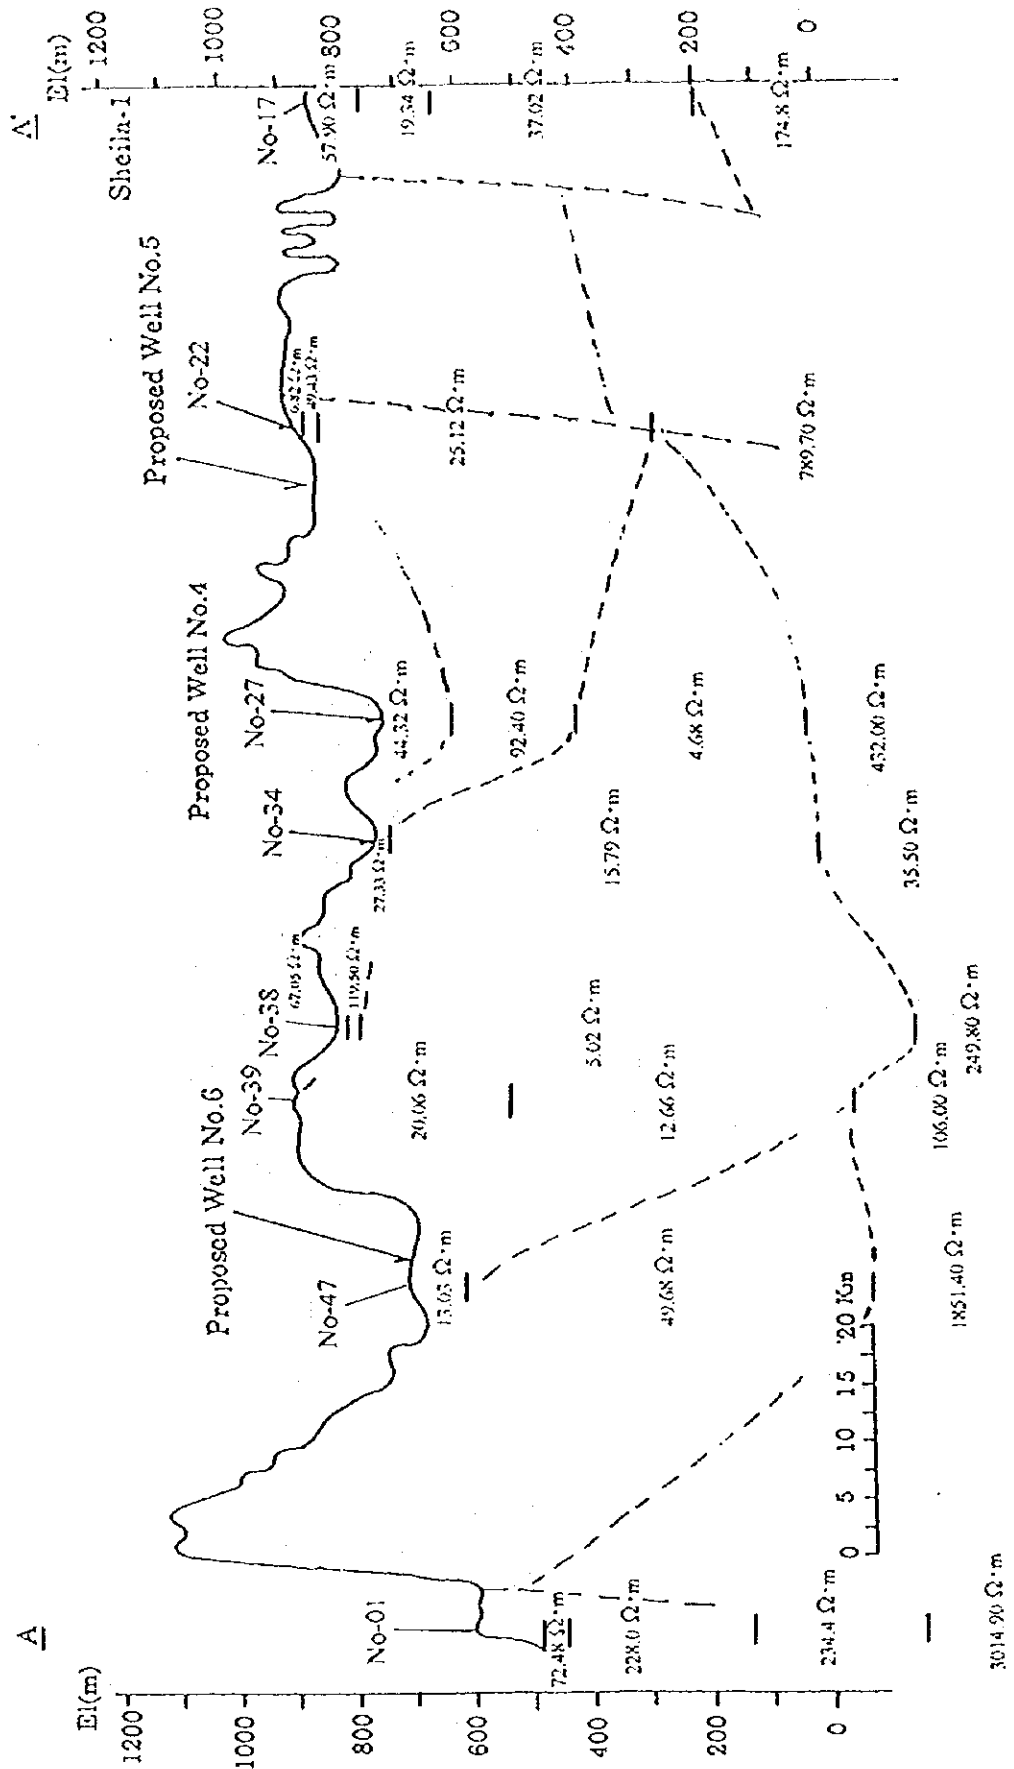 A
A'
El(m)
1200
1000
800
600
400
200
0
El(m)
1200
1000
800
600
400
200
0
No-01
72.48 Ω·m
228.0 Ω·m
234.4 Ω·m
3014.90 Ω·m
Proposed Well No.6
No-47
13.03 Ω·m
49.68 Ω·m
1851.40 Ω·m
0 5 10 15 20 Km
No-39
20.06 Ω·m
12.66 Ω·m
106.00 Ω·m
No-38
67.05 Ω·m
119.50 Ω·m
5.02 Ω·m
249.80 Ω·m
No-34
27.33 Ω·m
15.79 Ω·m
35.50 Ω·m
Proposed Well No.4
No-27
44.32 Ω·m
92.40 Ω·m
4.68 Ω·m
432.00 Ω·m
Proposed Well No.5
No-22
6.82 Ω·m
49.43 Ω·m
25.12 Ω·m
789.70 Ω·m
Sheila-1
No-17
57.90 Ω·m
19.34 Ω·m
37.02 Ω·m
174.8 Ω·m